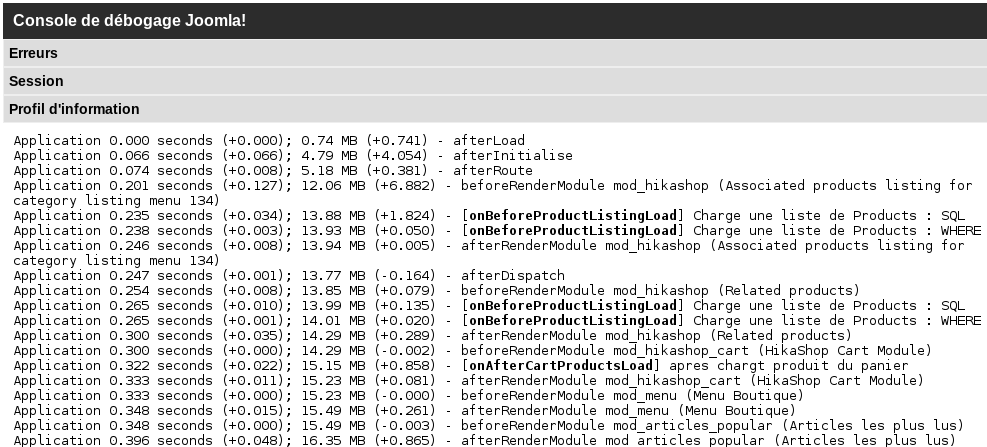 Console de débogage Joomla!
Erreurs
Session
Profil d'information
Application 0.000 seconds (+0.000); 0.74 MB (+0.741) - afterLoad
Application 0.066 seconds (+0.066); 4.79 MB (+4.054) - afterInitialise
Application 0.074 seconds (+0.008); 5.18 MB (+0.381) - afterRoute
Application 0.201 seconds (+0.127); 12.06 MB (+6.882) - beforeRenderModule mod_hikashop (Associated products listing for
category listing menu 134)
Application 0.235 seconds (+0.034); 13.88 MB (+1.824) - [onBeforeProductListingLoad] Charge une liste de Products : SQL
Application 0.238 seconds (+0.003); 13.93 MB (+0.050) - [onBeforeProductListingLoad] Charge une liste de Products : WHERE
Application 0.246 seconds (+0.008); 13.94 MB (+0.005) - afterRenderModule mod_hikashop (Associated products listing for
category listing menu 134)
Application 0.247 seconds (+0.001); 13.77 MB (-0.164) - afterDispatch
Application 0.254 seconds (+0.008); 13.85 MB (+0.079) - beforeRenderModule mod_hikashop (Related products)
Application 0.265 seconds (+0.010); 13.99 MB (+0.135) - [onBeforeProductListingLoad] Charge une liste de Products : SQL
Application 0.265 seconds (+0.001); 14.01 MB (+0.020) - [onBeforeProductListingLoad] Charge une liste de Products : WHERE
Application 0.300 seconds (+0.035); 14.29 MB (+0.289) - afterRenderModule mod_hikashop (Related products)
Application 0.300 seconds (+0.000); 14.29 MB (-0.002) - beforeRenderModule mod_hikashop_cart (HikaShop Cart Module)
Application 0.322 seconds (+0.022); 15.15 MB (+0.858) - [onAfterCartProductsLoad] apres chargt produit du panier
Application 0.333 seconds (+0.011); 15.23 MB (+0.081) - afterRenderModule mod_hikashop_cart (HikaShop Cart Module)
Application 0.333 seconds (+0.000); 15.23 MB (-0.000) - beforeRenderModule mod_menu (Menu Boutique)
Application 0.348 seconds (+0.015); 15.49 MB (+0.261) - afterRenderModule mod_menu (Menu Boutique)
Application 0.348 seconds (+0.000); 15.49 MB (-0.003) - beforeRenderModule mod_articles_popular (Articles les plus lus)
Application 0.396 seconds (+0.048); 16.35 MB (+0.865) - afterRenderModule mod_articles_popular (Articles les plus lus)